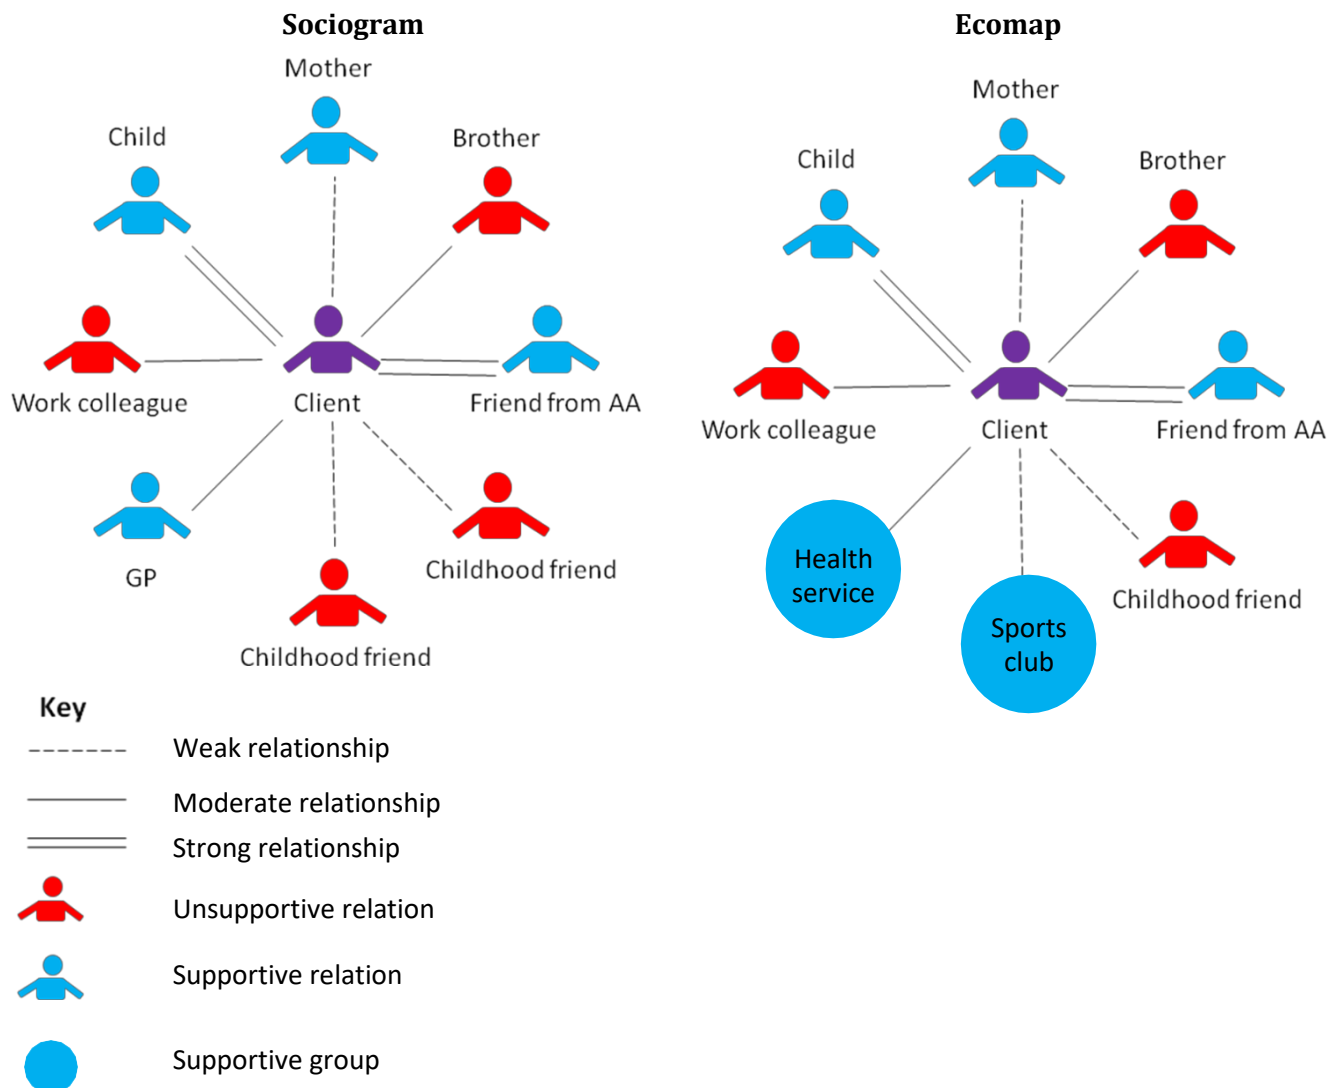 Sociogram
Mother
Child
Brother
Work colleague
Client
Friend from AA
GP
Childhood friend
Childhood friend
Ecomap
Mother
Child
Brother
Work colleague
Client
Friend from AA
Health
service
Sports
club
Childhood friend
Key
Weak relationship
Moderate relationship
Strong relationship
Unsupportive relation
Supportive relation
Supportive group